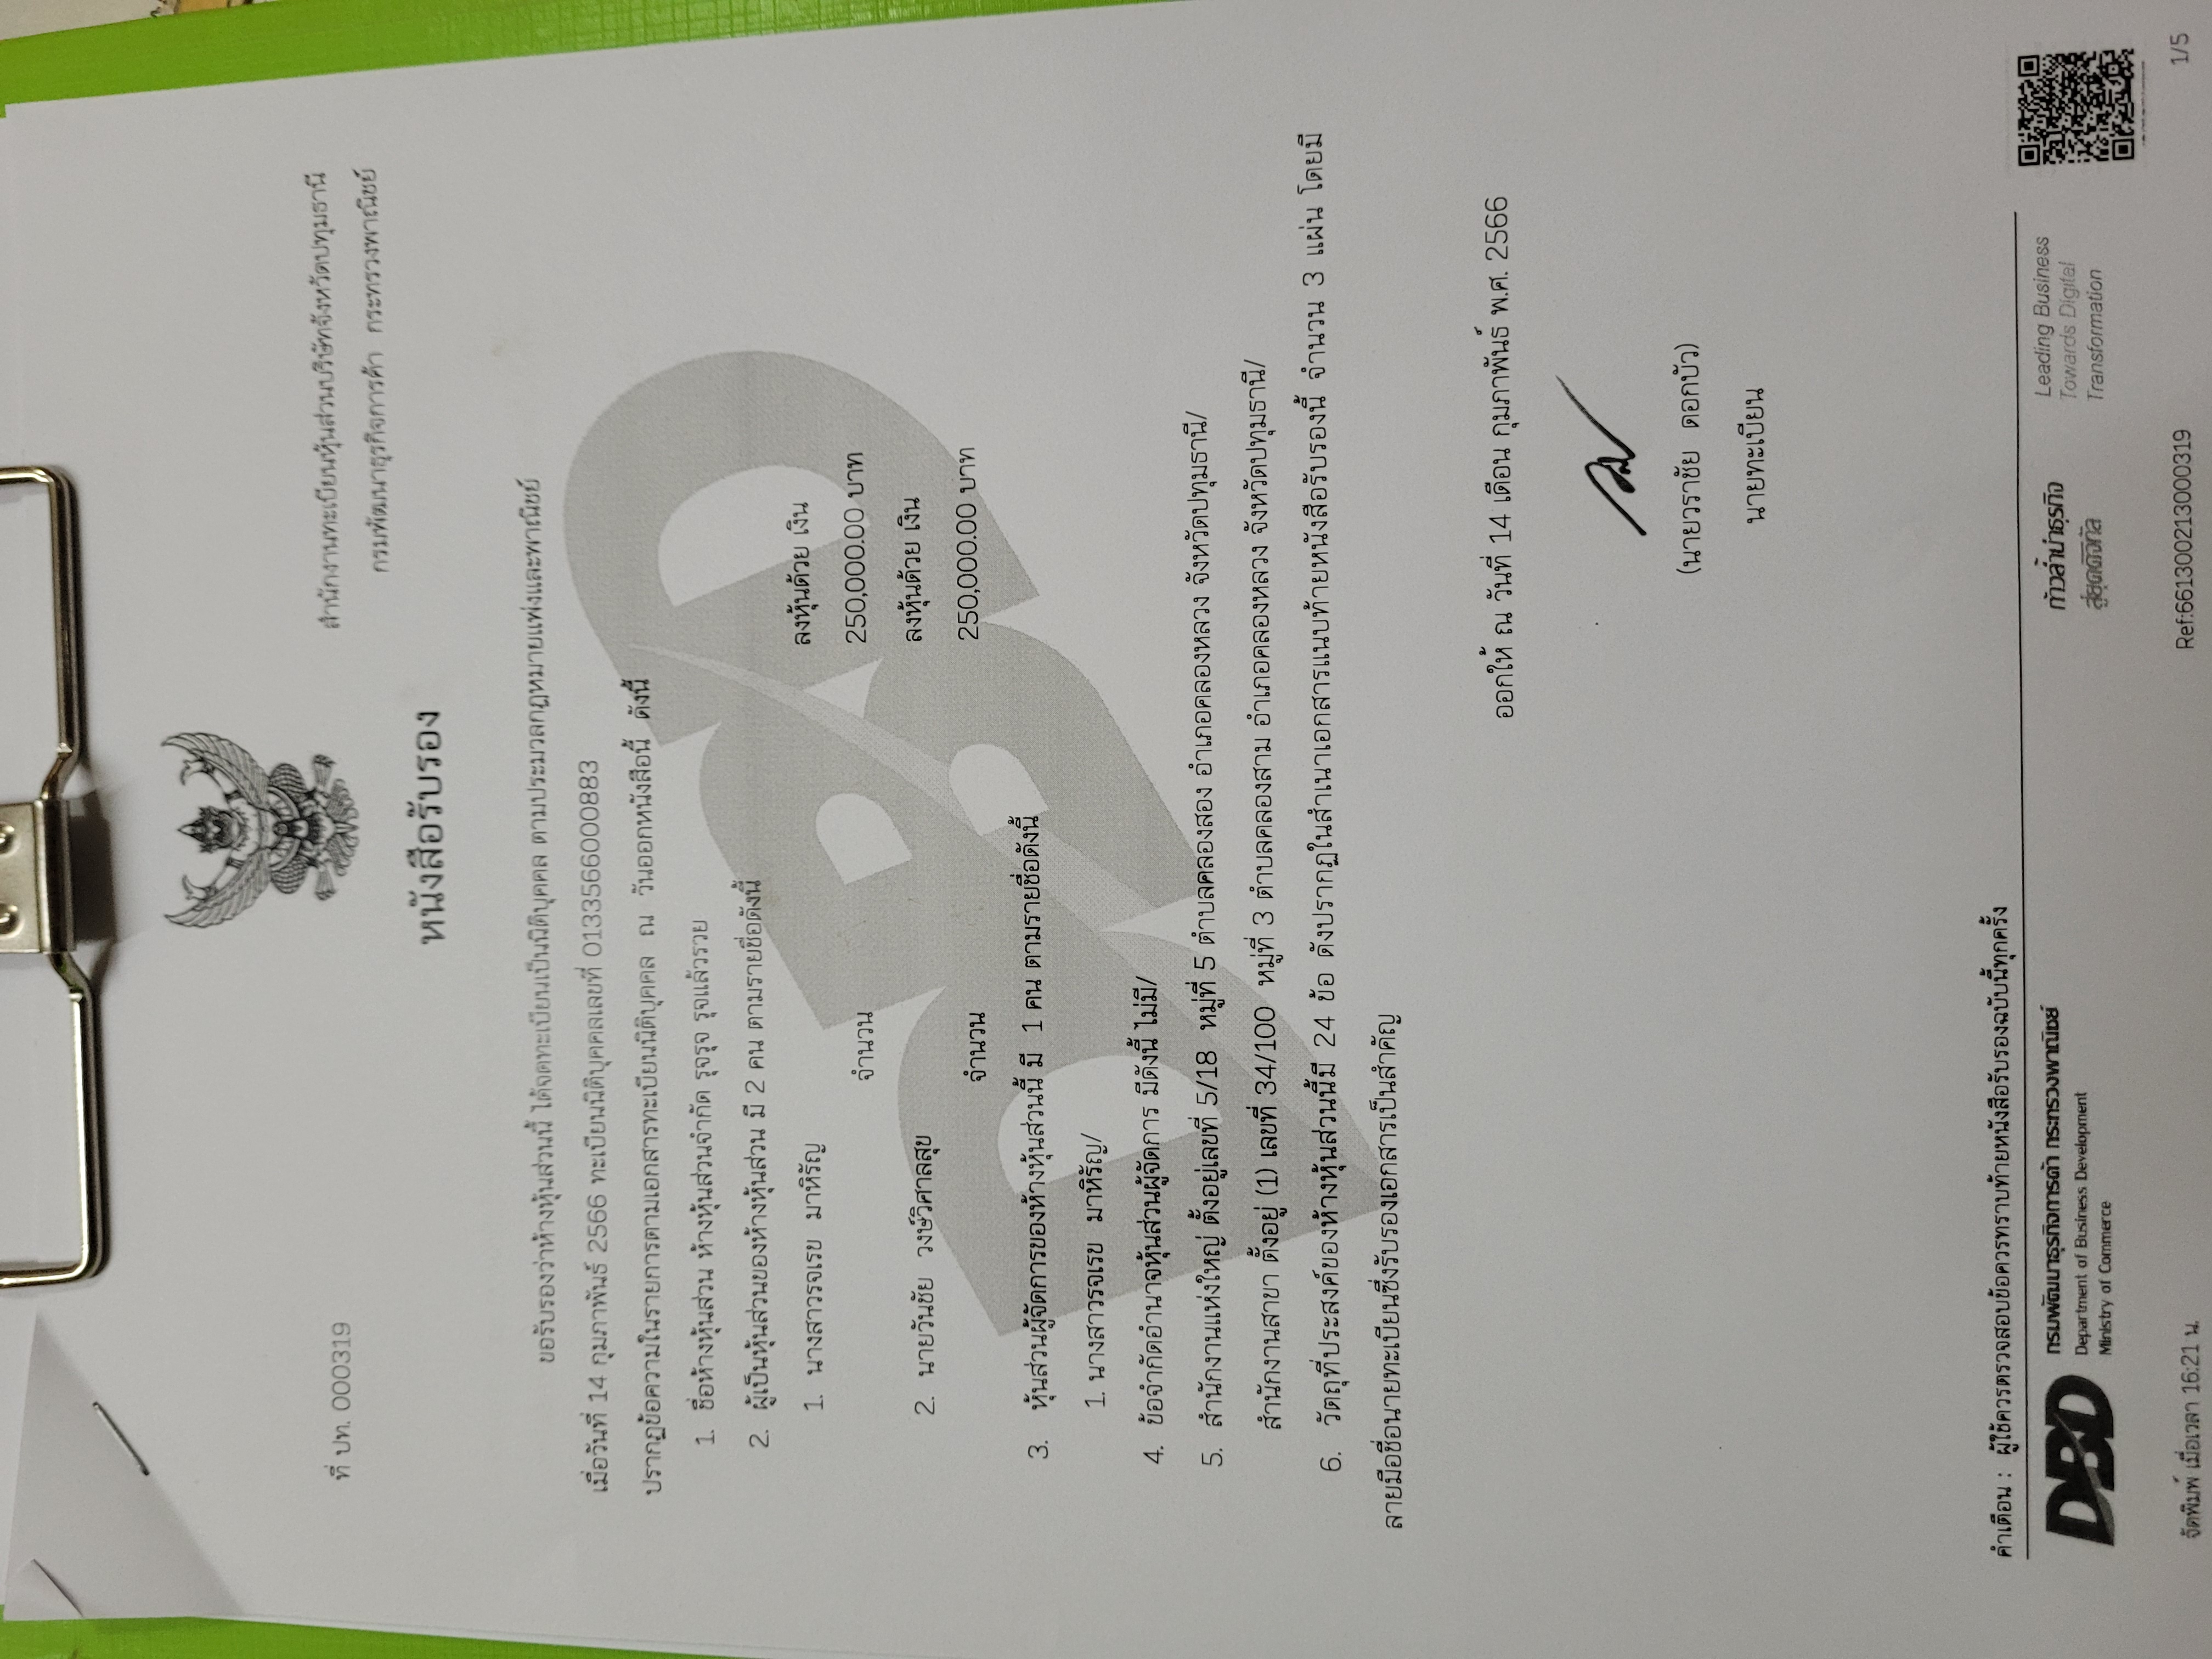 ที่ ปท. 000319
สำนักงานทะเบียนหุ้นส่วนบริษัทจังหวัดปทุมธานี
กรมพัฒนาธุรกิจการค้า กระทรวงพาณิชย์
หนังสือรับรอง
ขอรับรองว่าห้างหุ้นส่วนนี้ ได้จดทะเบียนเป็นนิติบุคคล ตามประมวลกฎหมายแพ่งและพาณิชย์
เมื่อวันที่ 14 กุมภาพันธ์ 2566 ทะเบียนนิติบุคคลเลขที่ 0133566000883
ปรากฏข้อความในรายการตามเอกสารทะเบียนนิติบุคคล ณ วันออกหนังสือนี้ ดังนี้
1. ชื่อห้างหุ้นส่วน ห้างหุ้นส่วนจำกัด รุจรุจ รุจแล้วรวย
2. ผู้เป็นหุ้นส่วนของห้างหุ้นส่วน มี 2 คน ตามรายชื่อดังนี้
1. นางสาวรจเรข มาหิรัญ ลงหุ้นด้วย เงิน
จำนวน 250,000.00 บาท
2. นายวันชัย วงษ์วิศาลสุข ลงหุ้นด้วย เงิน
จำนวน 250,000.00 บาท
3. หุ้นส่วนผู้จัดการของห้างหุ้นส่วนนี้ มี 1 คน ตามรายชื่อดังนี้
1. นางสาวรจเรข มาหิรัญ/
4. ข้อจำกัดอำนาจหุ้นส่วนผู้จัดการ มีดังนี้ ไม่มี/
5. สำนักงานแห่งใหญ่ ตั้งอยู่เลขที่ 5/18 หมู่ที่ 5 ตำบลคลองสอง อำเภอคลองหลวง จังหวัดปทุมธานี/
สำนักงานสาขา ตั้งอยู่ (1) เลขที่ 34/100 หมู่ที่ 3 ตำบลคลองสาม อำเภอคลองหลวง จังหวัดปทุมธานี/
6. วัตถุที่ประสงค์ของห้างหุ้นส่วนนี้มี 24 ข้อ ดังปรากฏในสำเนาเอกสารแนบท้ายหนังสือรับรองนี้ จำนวน 3 แผ่น โดยมี
ลายมือชื่อนายทะเบียนซึ่งรับรองเอกสารเป็นสำคัญ
ออกให้ ณ วันที่ 14 เดือน กุมภาพันธ์ พ.ศ. 2566
(นายวราชัย ดอกบัว)
นายทะเบียน
คำเตือน : ผู้ใช้ควรตรวจสอบข้อควรทราบท้ายหนังสือรับรองฉบับนี้ทุกครั้ง
DBD
กรมพัฒนาธุรกิจการค้า กระทรวงพาณิชย์
Department of Business Development
Ministry of Commerce
ก้าวล้ำนำธุรกิจ
สู่ยุคดิจิทัล
Leading Business
Towards Digital
Transformation
จัดพิมพ์ เมื่อเวลา 16:21 น.
Ref:661300213000319
1/5